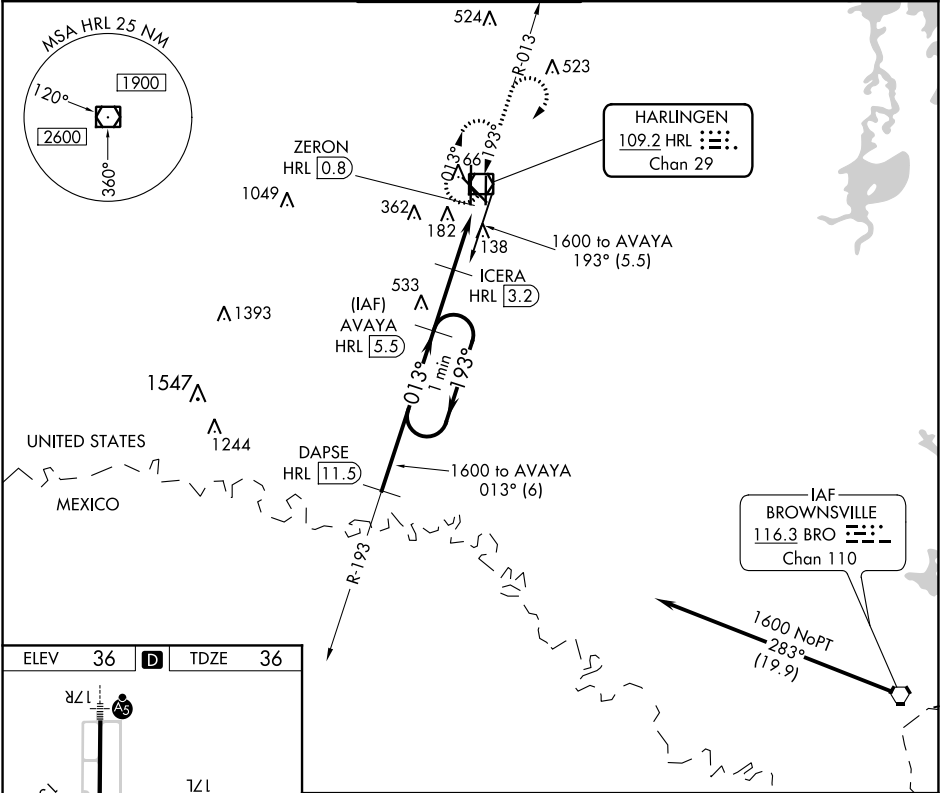 MSA HRL 25 NM
120°
1900
2600
360°
524
R-013
523
HARLINGEN
109.2 HRL
Chan 29
ZERON
HRL 0.8
013°
193°
66
1049
362
182
138
1600 to AVAYA
193° (5.5)
ICERA
HRL 3.2
533
(IAF)
AVAYA
HRL 5.5
1393
013°
1 min
193°
1547
1244
UNITED STATES
MEXICO
DAPSE
HRL 11.5
1600 to AVAYA
013° (6)
R-193
IAF
BROWNSVILLE
116.3 BRO
Chan 110
1600 NoPT
283°
(19.9)
ELEV 36 D TDZE 36
17R
A5
17L